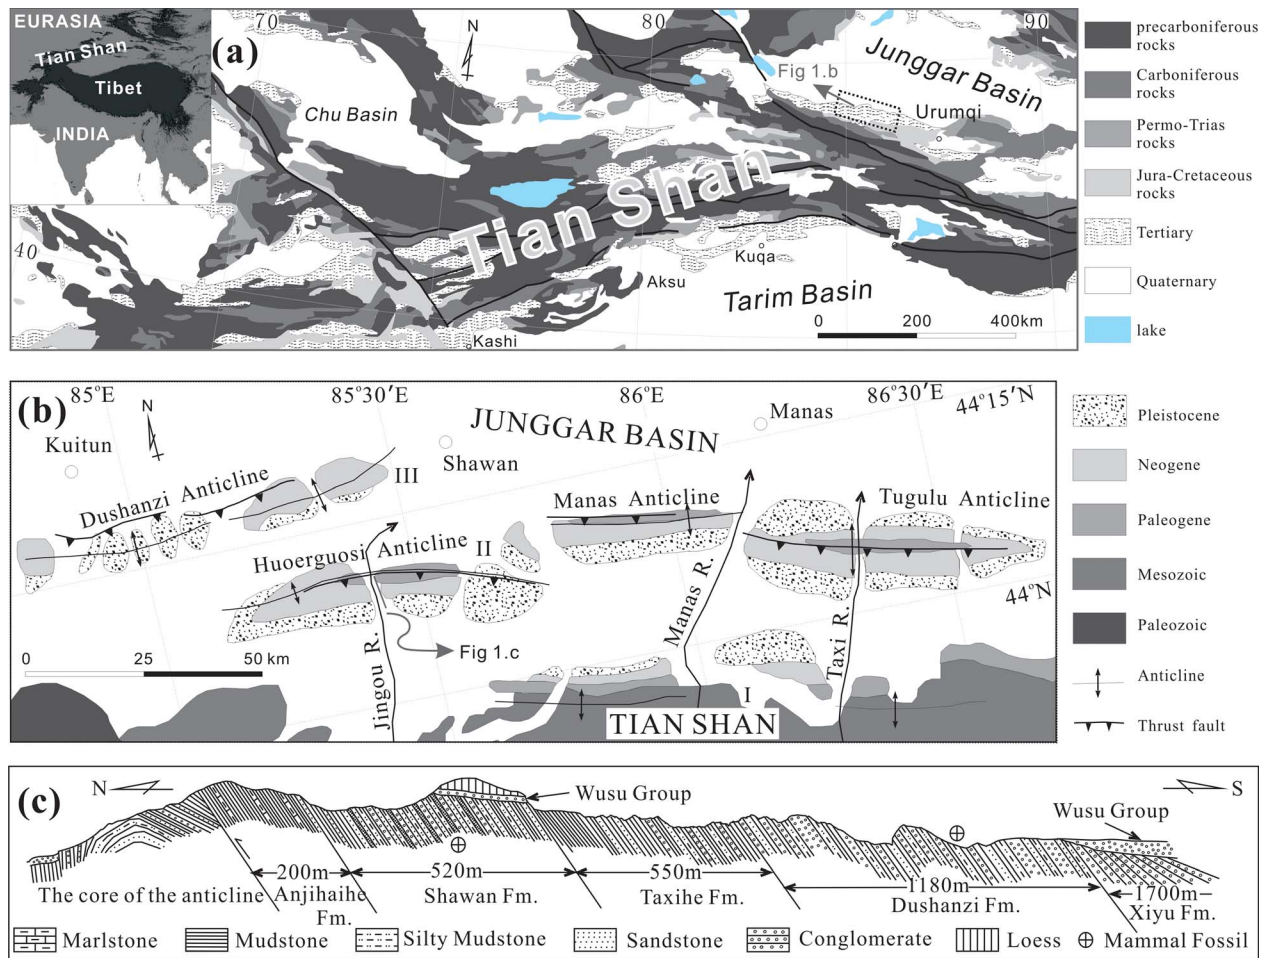 EURASIA
Tian Shan
Tibet
INDIA
(a)
70
N
80
90
Fig 1.b
Junggar Basin
Urumqi
Chu Basin
Tian Shan
40
Kuqa
Aksu
Tarim Basin
Kashi
0 200 400km
precarboniferous
rocks
Carboniferous
rocks
Permo-Trias
rocks
Jura-Cretaceous
rocks
Tertiary
Quaternary
lake
(b)
85°E
85°30′E
86°E
86°30′E
44°15′N
N
Kuitun
JUNGGAR BASIN
Manas
Shawan
III
Dushanzi Anticline
Manas Anticline
Tugulu Anticline
Huoerguosi Anticline
II
44°N
Manas R.
Taxi R.
Jingou R.
Fig 1.c
0 25 50 km
I
TIAN SHAN
Pleistocene
Neogene
Paleogene
Mesozoic
Paleozoic
Anticline
Thrust fault
(c)
N
S
Wusu Group
Wusu Group
The core of the anticline
200m
Anjihaihe
Fm.
520m
Shawan Fm.
550m
Taxihe Fm.
1180m
Dushanzi Fm.
1700m
Xiyu Fm.
Marlstone
Mudstone
Silty Mudstone
Sandstone
Conglomerate
Loess
Mammal Fossil